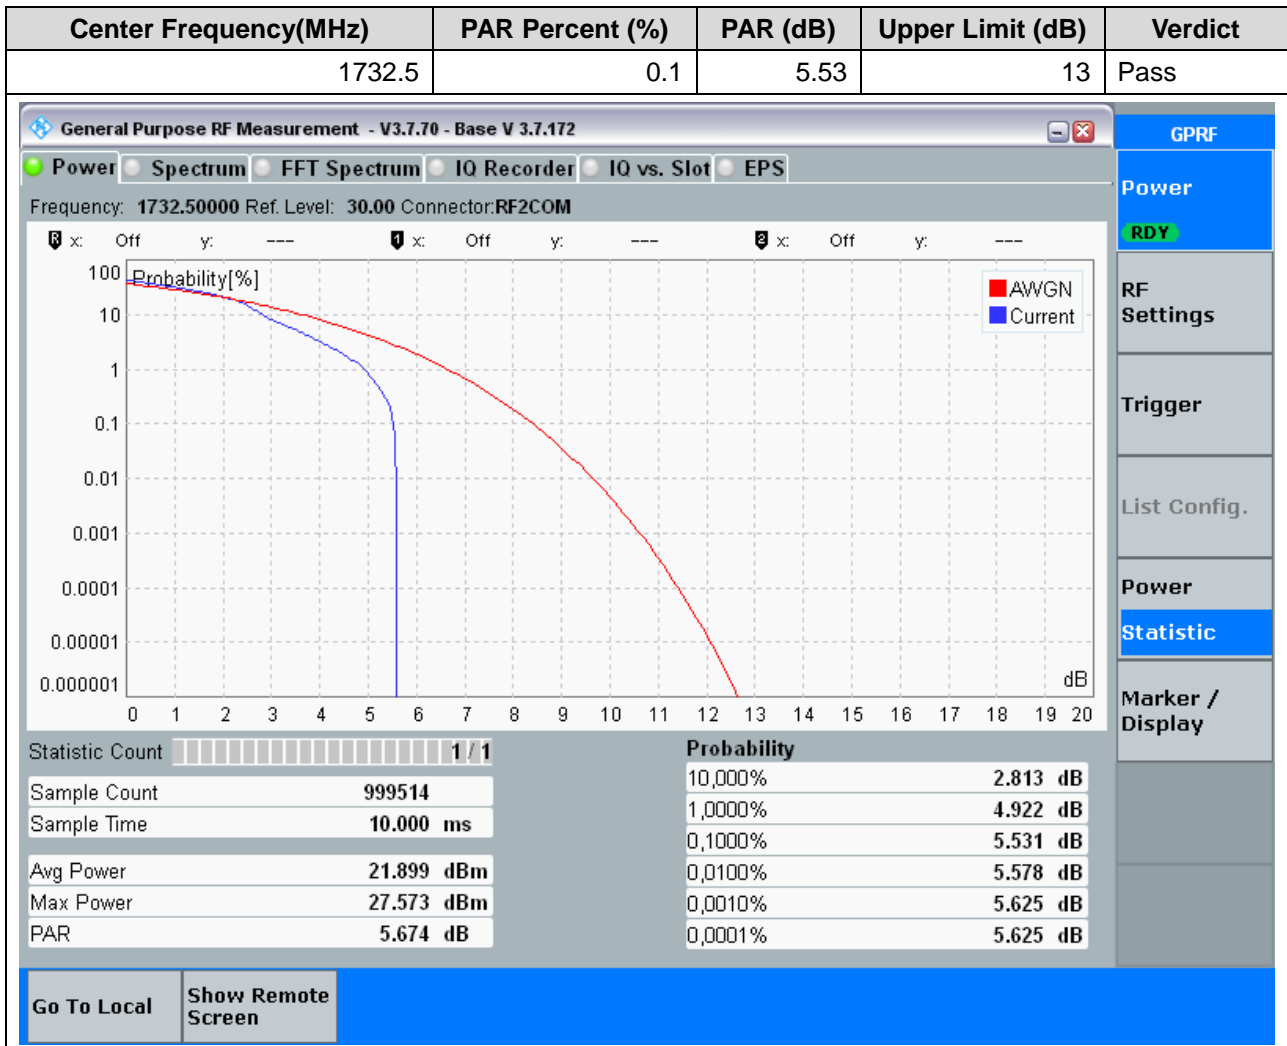 Center Frequency(MHz) PAR Percent (%) PAR (dB) Upper Limit (dB) Verdict
1732.5 0.1 5.53 13 Pass
General Purpose RF Measurement - V3.7.70 - Base V 3.7.172
GPRF
Power Spectrum FFT Spectrum IQ Recorder IQ vs. Slot EPS
Power
RDY
Frequency: 1732.50000 Ref. Level: 30.00 Connector:RF2COM
R x: Off y: --- 1 x: Off y: --- 2 x: Off y: ---
Probability[%]
AWGN
Current
100
10
1
0.1
0.01
0.001
0.0001
0.00001
0.000001
dB
0 1 2 3 4 5 6 7 8 9 10 11 12 13 14 15 16 17 18 19 20
RF
Settings
Trigger
List Config.
Power
Statistic
Marker /
Display
Statistic Count 1 / 1
Sample Count 999514
Sample Time 10.000 ms
Avg Power 21.899 dBm
Max Power 27.573 dBm
PAR 5.674 dB
Probability
10,000% 2.813 dB
1,0000% 4.922 dB
0,1000% 5.531 dB
0,0100% 5.578 dB
0,0010% 5.625 dB
0,0001% 5.625 dB
Go To Local
Show Remote
Screen